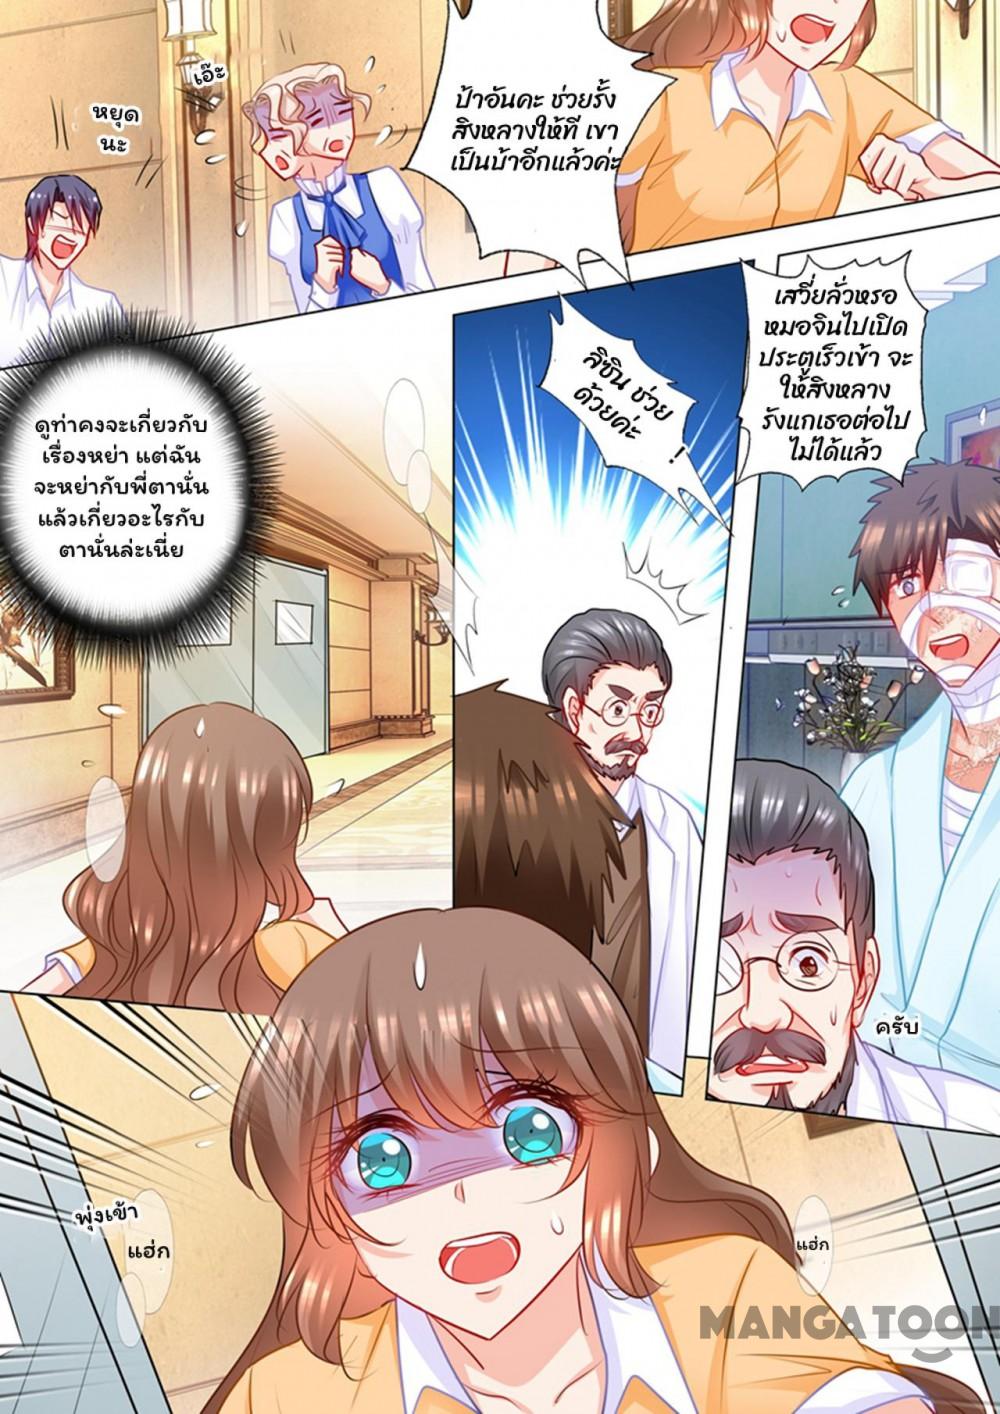 เอ๊ะ
หยุด
นะ
ป้าอันคะ ช่วยรั้ง
สิงหลางให้ที เขา
เป็นบ้าอีกแล้วค่ะ
ดูท่าคงจะเกี่ยวกับ
เรื่องหย่า แต่ฉัน
จะหย่ากับพี่ตานั่น
แล้วเกี่ยวอะไรกับ
ตานั่นล่ะเนี่ย
ลิซิน ช่วย
ด้วยค่ะ
!
เสวี่ยลั่วหรอ
หมอจินไปเปิด
ประตูเร็วเข้า จะ
ให้สิงหลาง
รังแกเธอต่อไป
ไม่ได้แล้ว
ครับ
พุ่งเข้า
แฮ่ก
แฮ่ก
MANGATOON